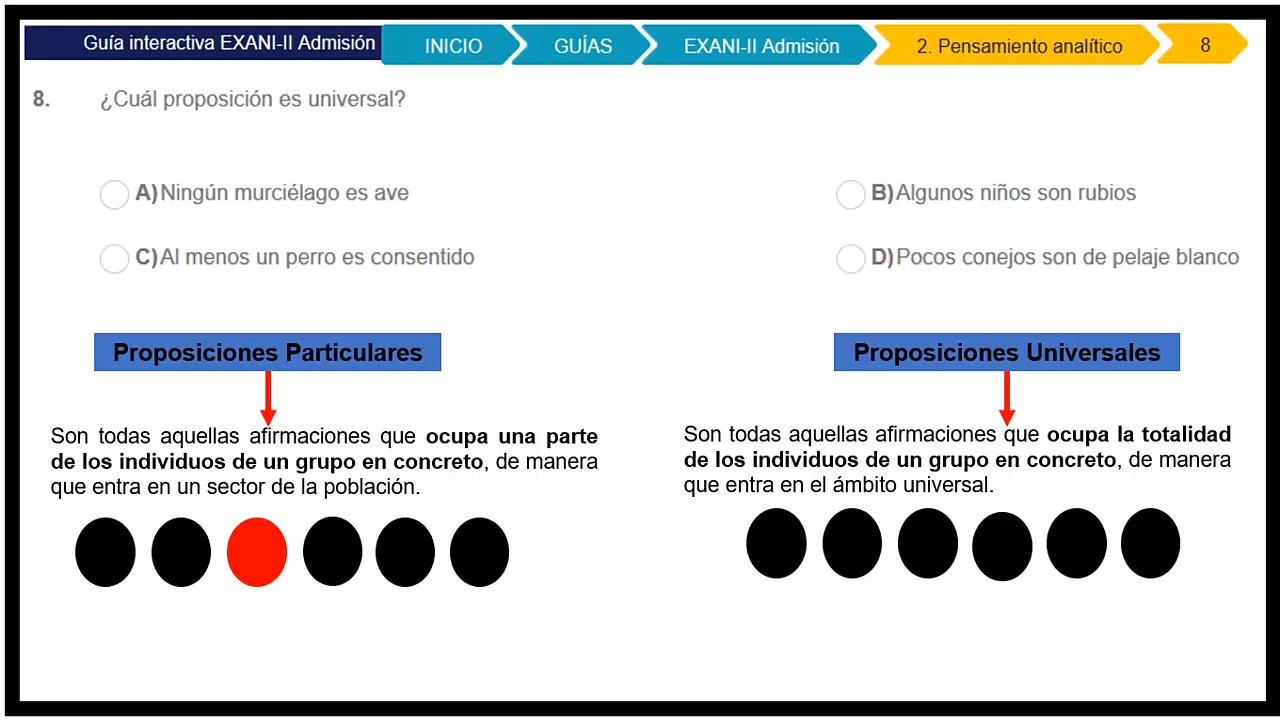 Guía interactiva EXANI-II Admisión
INICIO
GUÍAS
EXANI-II Admisión
2. Pensamiento analítico
8
8. ¿Cuál proposición es universal?
A) Ningún murciélago es ave
B) Algunos niños son rubios
C) Al menos un perro es consentido
D) Pocos conejos son de pelaje blanco
Proposiciones Particulares
Son todas aquellas afirmaciones que ocupa una parte
de los individuos de un grupo en concreto, de manera
que entra en un sector de la población.
Proposiciones Universales
Son todas aquellas afirmaciones que ocupa la totalidad
de los individuos de un grupo en concreto, de manera
que entra en el ámbito universal.